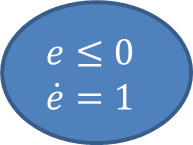 e ≤ 0
ė = 1